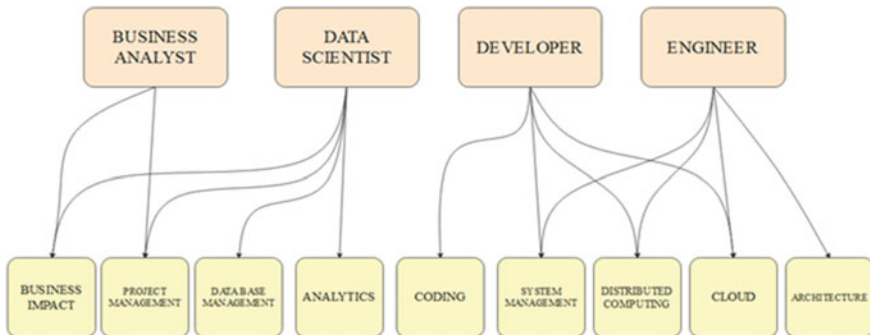 BUSINESS
ANALYST
DATA
SCIENTIST
DEVELOPER
ENGINEER
BUSINESS
IMPACT
PROJECT
MANAGEMENT
DATA BASE
MANAGEMENT
ANALYTICS
CODING
SYSTEM
MANAGEMENT
DISTRIBUTED
COMPUTING
CLOUD
ARCHITECTURE